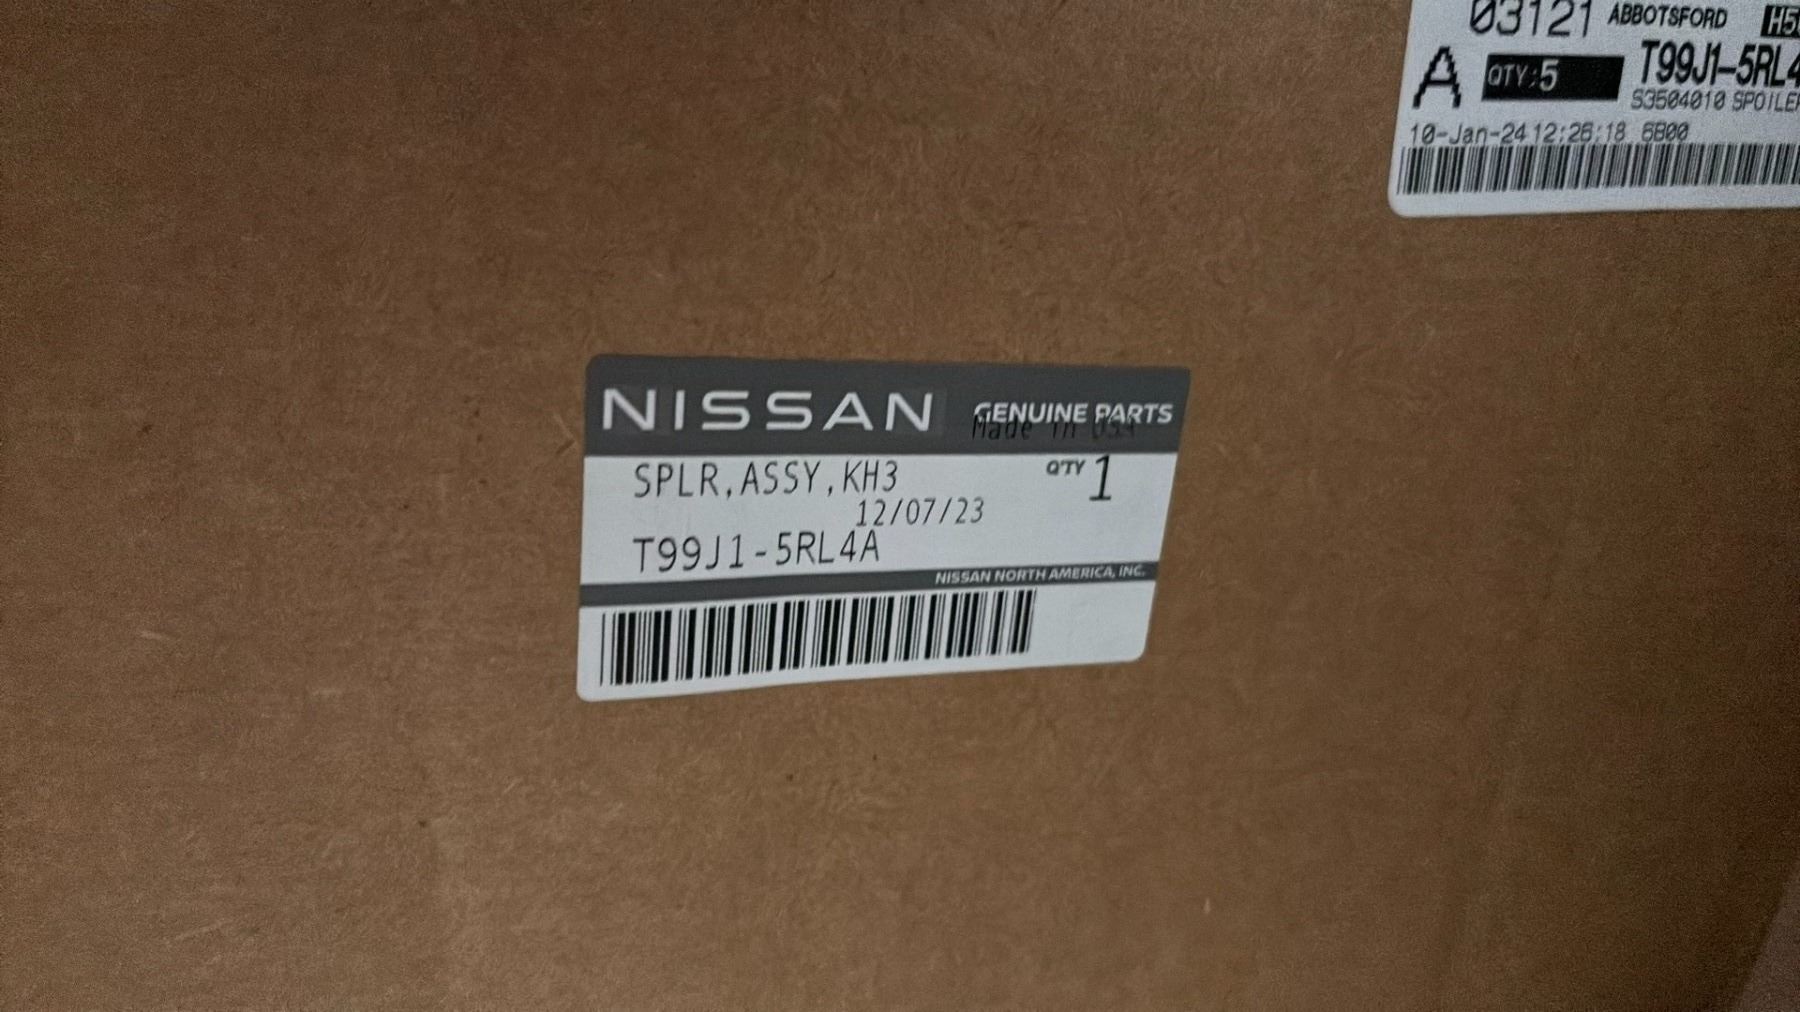 03121 ABBOTSFORD
A QTY:5 T99J1-5RL4
S3504010 SPOILER
10-Jan-24 12:26:18 6B00
NISSAN GENUINE PARTS
Made in USA
SPLR,ASSY,KH3 QTY 1
12/07/23
T99J1-5RL4A
NISSAN NORTH AMERICA, INC.